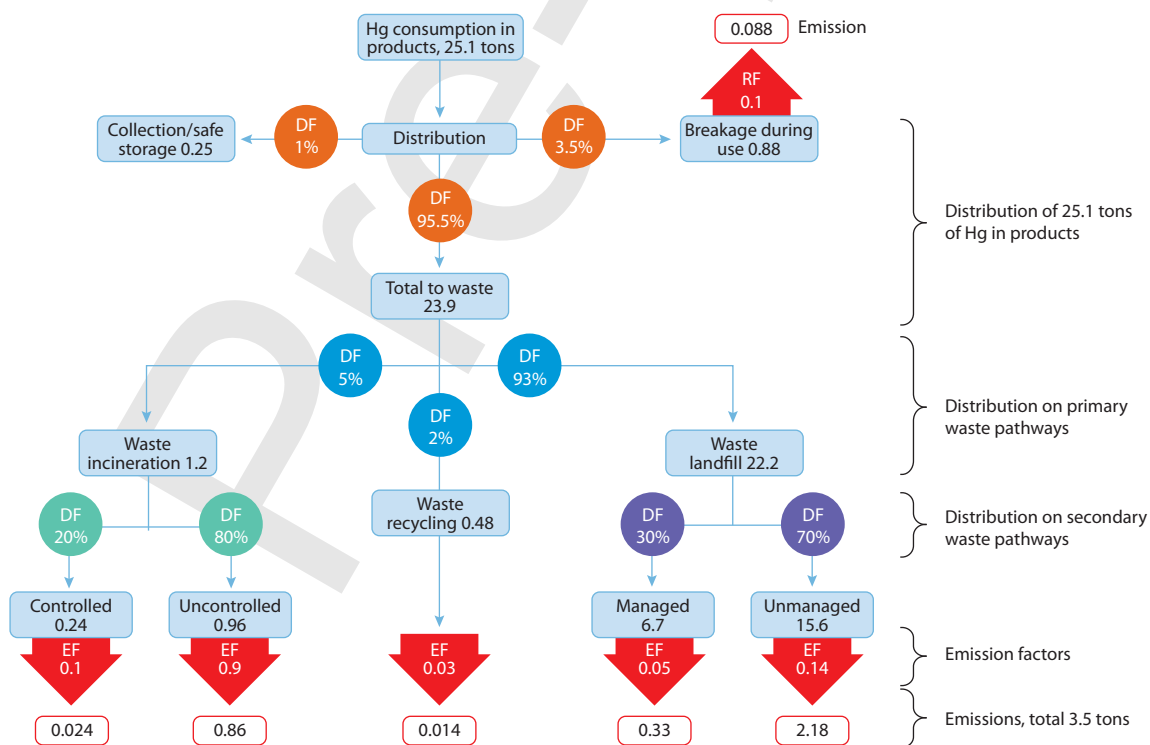 Hg consumption in
products, 25.1 tons
0.088
Emission
RF
0.1
Collection/safe
storage 0.25
DF
1%
Distribution
DF
3.5%
Breakage during
use 0.88
DF
95.5%
Distribution of 25.1 tons
of Hg in products
Total to waste
23.9
DF
5%
DF
93%
DF
2%
Distribution on primary
waste pathways
Waste
incineration 1.2
Waste
landfill 22.2
Waste
recycling 0.48
DF
20%
DF
80%
DF
30%
DF
70%
Distribution on secondary
waste pathways
Controlled
0.24
Uncontrolled
0.96
Managed
6.7
Unmanaged
15.6
EF
0.1
EF
0.9
EF
0.03
EF
0.05
EF
0.14
Emission factors
0.024
0.86
0.014
0.33
2.18
Emissions, total 3.5 tons
Pre-